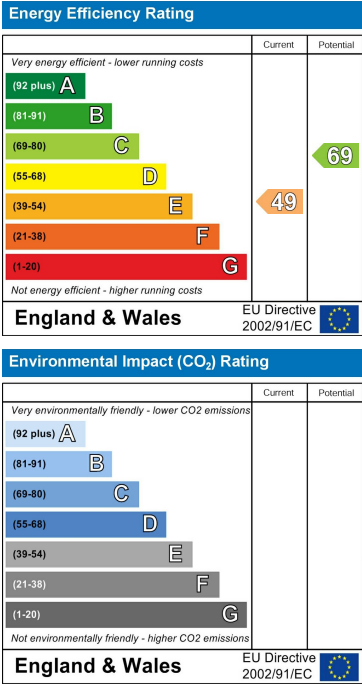 Energy Efficiency Rating
Current Potential
Very energy efficient - lower running costs
(92 plus) A
(81-91) B
(69-80) C
69
(55-68) D
(39-54) E
49
(21-38) F
(1-20) G
Not energy efficient - higher running costs
England & Wales
EU Directive
2002/91/EC
Environmental Impact (CO₂) Rating
Current Potential
Very environmentally friendly - lower CO2 emissions
(92 plus) A
(81-91) B
(69-80) C
(55-68) D
(39-54) E
(21-38) F
(1-20) G
Not environmentally friendly - higher CO2 emissions
England & Wales
EU Directive
2002/91/EC